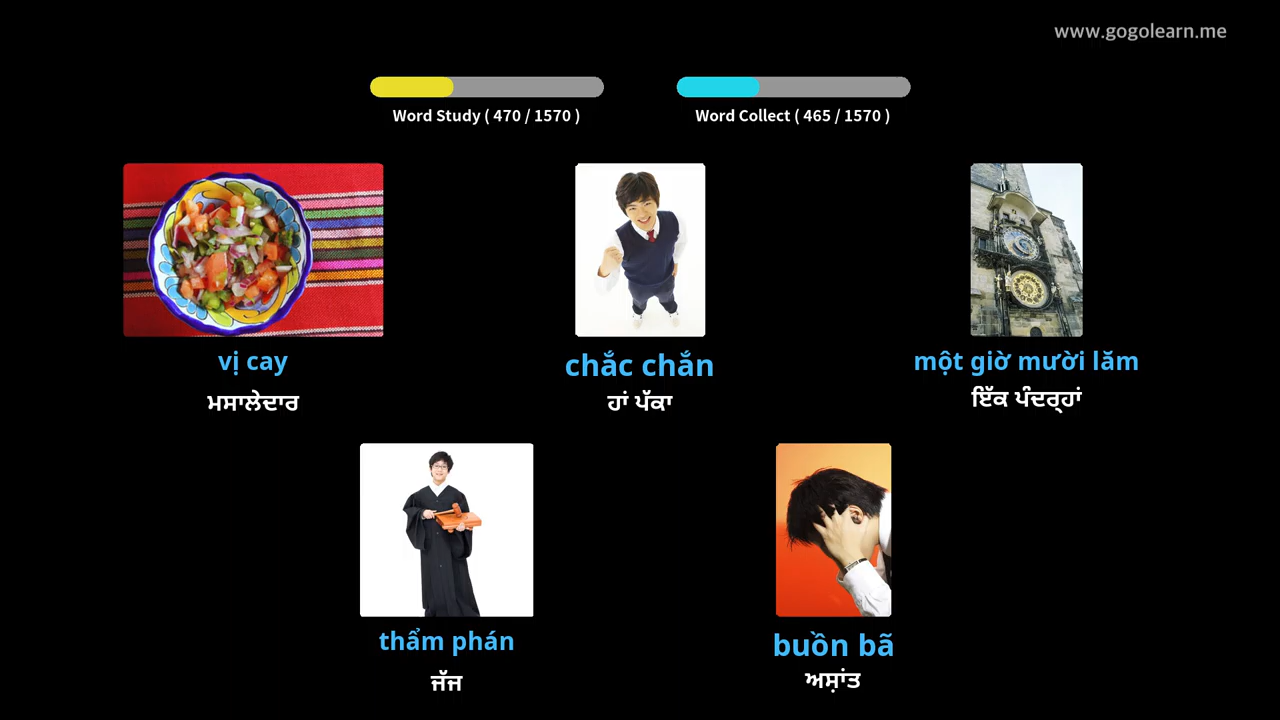 www.gogolearn.me
Word Study ( 470 / 1570 )
Word Collect ( 465 / 1570 )
vị cay
ਮਸਾਲੇਦਾਰ
chắc chắn
ਹਾਂ ਪੱਕਾ
một giờ mười lăm
ਇੱਕ ਪੰਦਰ੍ਹਾਂ
thẩm phán
ਜੱਜ
buồn bã
ਅਸ਼ਾਂਤ